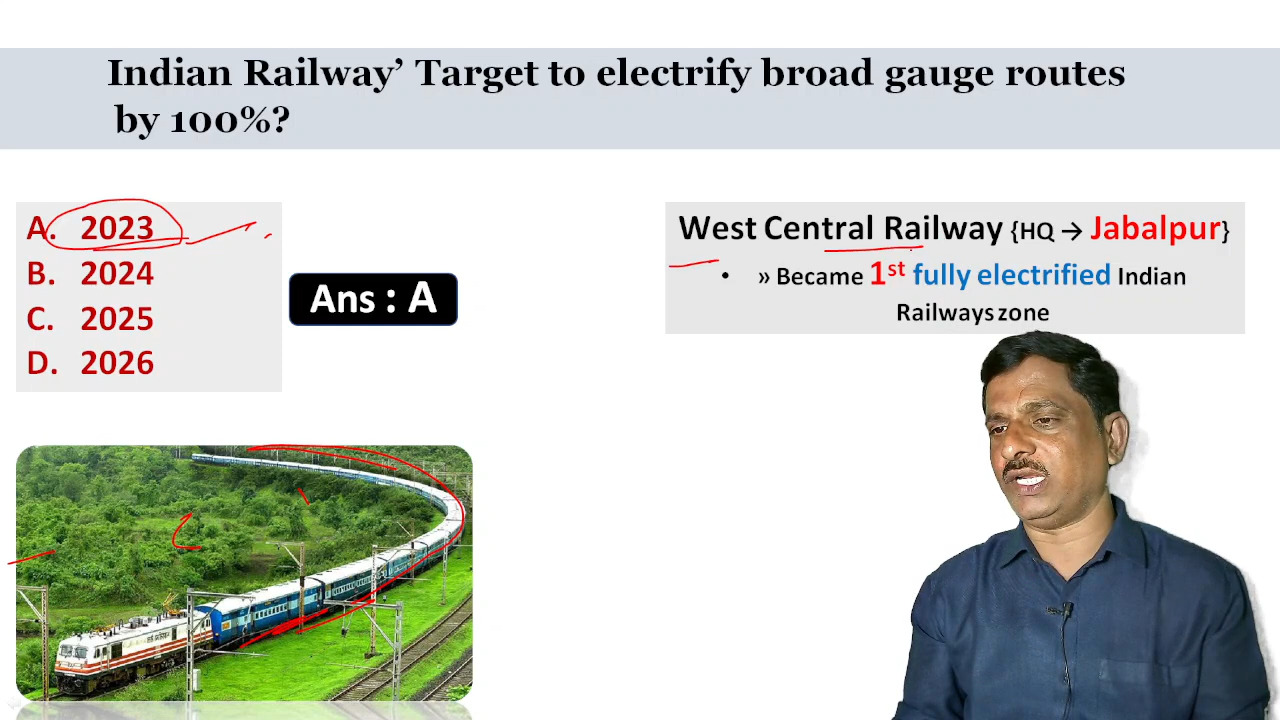 Indian Railway’ Target to electrify broad gauge routes
by 100%?
A. 2023
B. 2024
C. 2025
D. 2026
Ans : A
West Central Railway {HQ → Jabalpur}
• » Became 1st fully electrified Indian
Railways zone